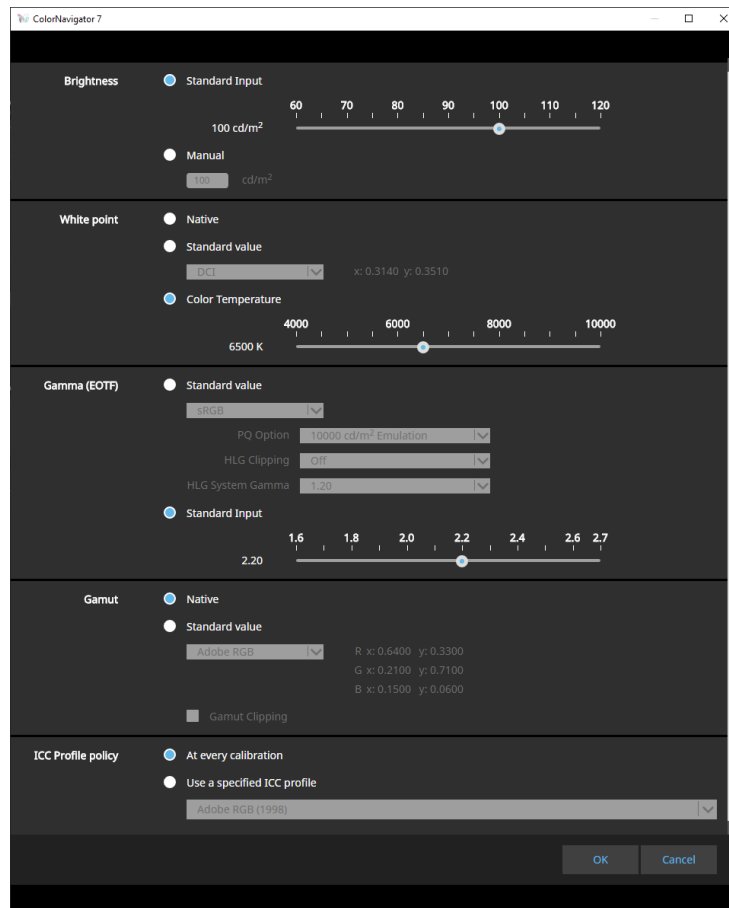 ColorNavigator 7
Brightness
Standard Input
60 70 80 90 100 110 120
100 cd/m²
Manual
100 cd/m²
White point
Native
Standard value
DCI x: 0.3140 y: 0.3510
Color Temperature
4000 6000 8000 10000
6500 K
Gamma (EOTF)
Standard value
sRGB
PQ Option 10000 cd/m² Emulation
HLG Clipping Off
HLG System Gamma 1.20
Standard Input
1.6 1.8 2.0 2.2 2.4 2.6 2.7
2.20
Gamut
Native
Standard value
Adobe RGB R x: 0.6400 y: 0.3300
G x: 0.2100 y: 0.7100
B x: 0.1500 y: 0.0600
Gamut Clipping
ICC Profile policy
At every calibration
Use a specified ICC profile
Adobe RGB (1998)
OK Cancel